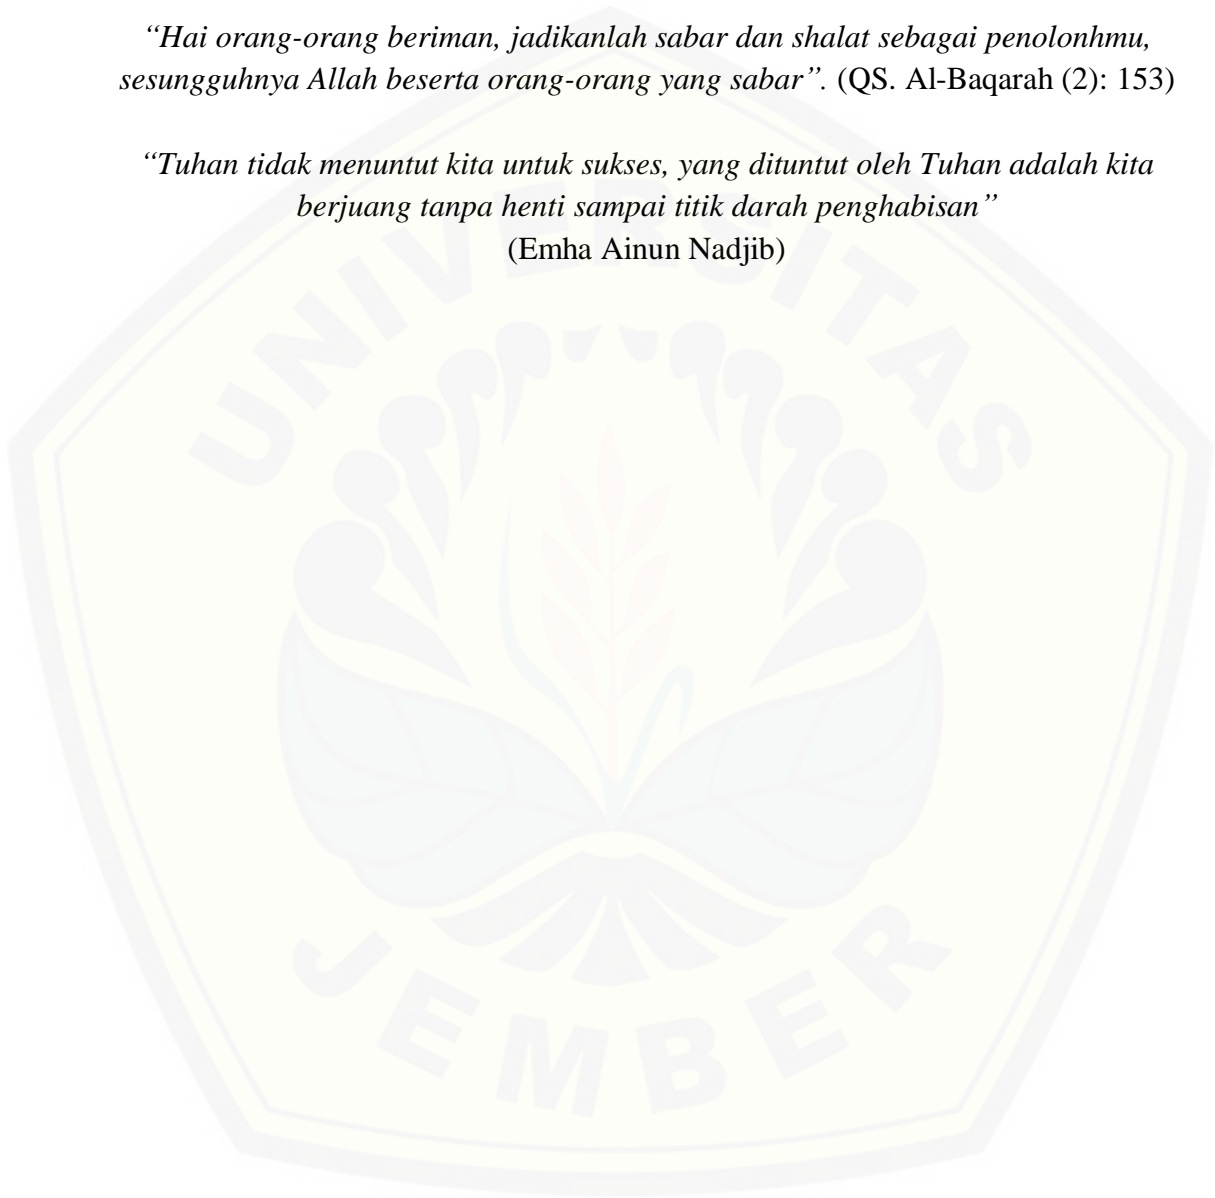 “Hai orang-orang beriman, jadikanlah sabar dan shalat sebagai penolonhmu,
sesungguhnya Allah beserta orang-orang yang sabar”. (QS. Al-Baqarah (2): 153)
“Tuhan tidak menuntut kita untuk sukses, yang dituntut oleh Tuhan adalah kita
berjuang tanpa henti sampai titik darah penghabisan”
(Emha Ainun Nadjib)
UNIVERSITAS
JEMBER